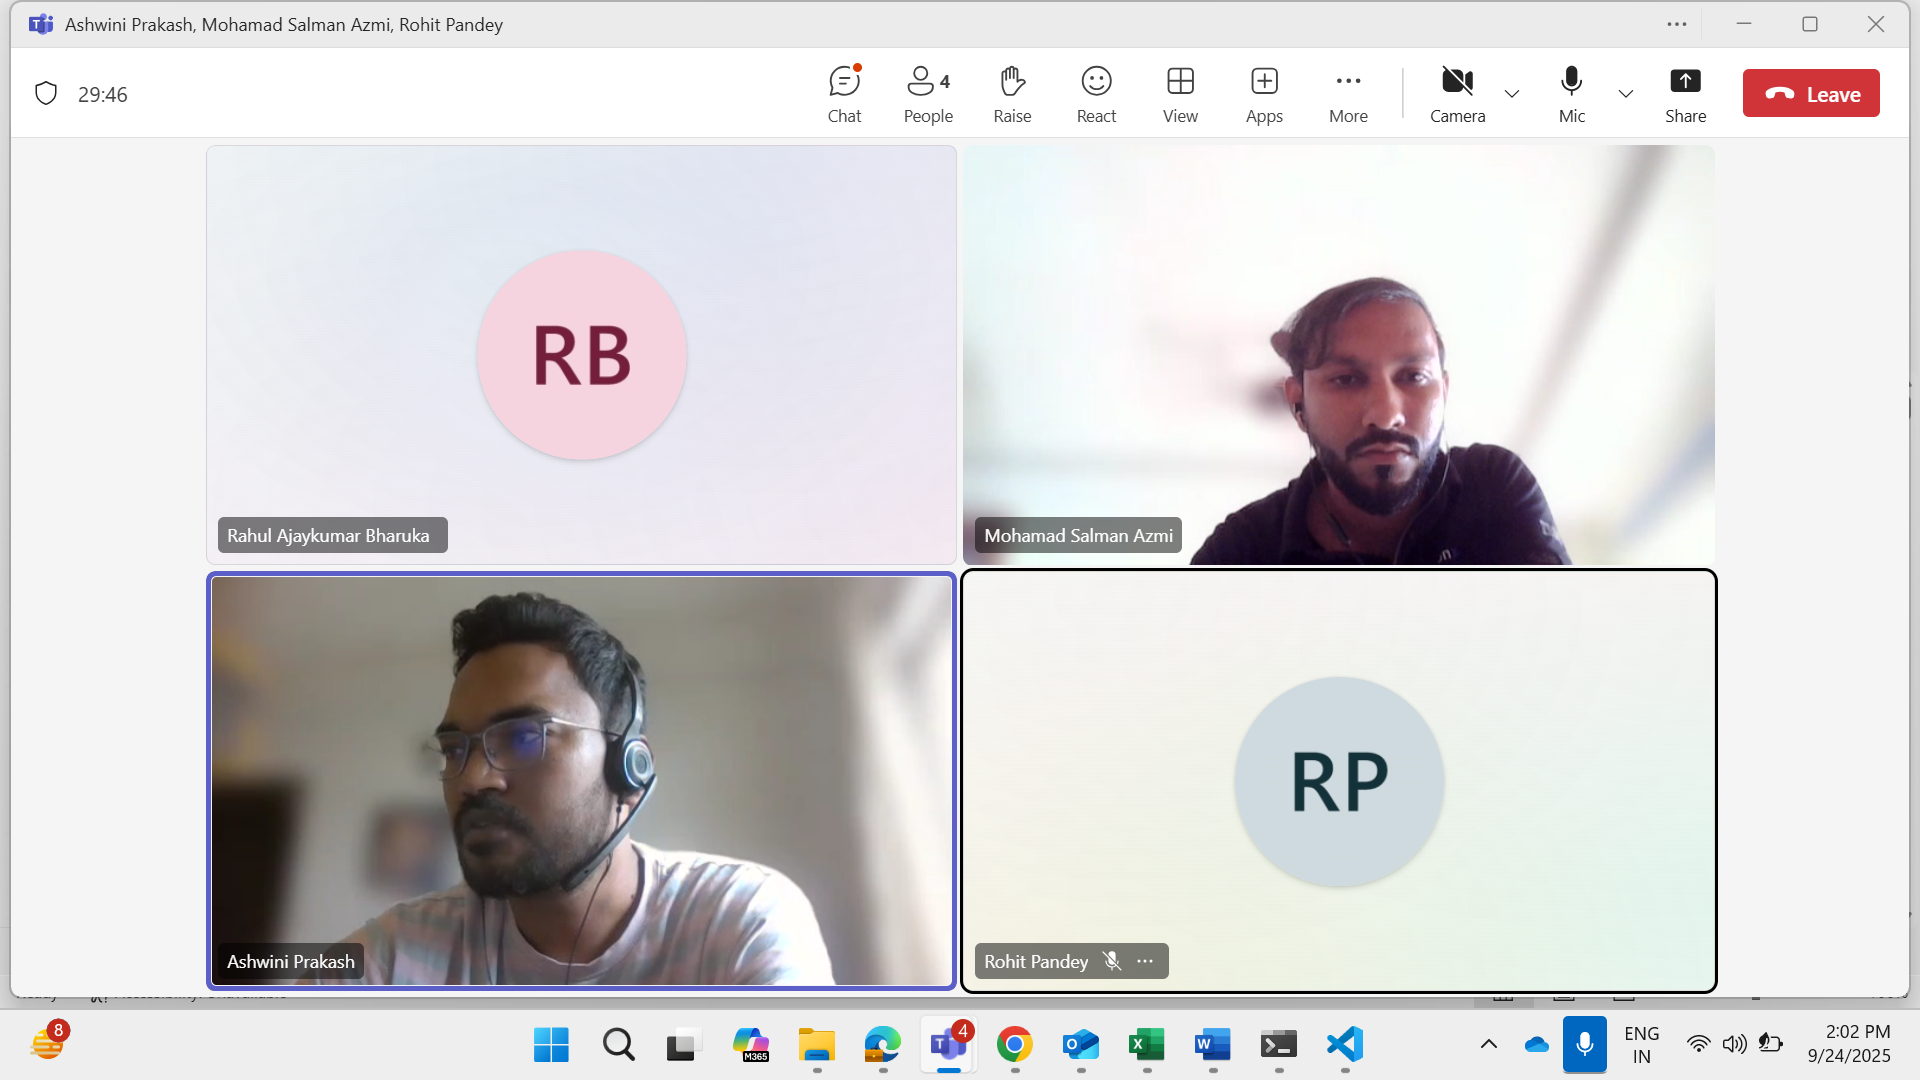 Ashwini Prakash, Mohamad Salman Azmi, Rohit Pandey
29:46
Chat
4
People
Raise
React
View
Apps
More
Camera
Mic
Share
Leave
RB
Rahul Ajaykumar Bharuka
Mohamad Salman Azmi
Ashwini Prakash
RP
Rohit Pandey
8
M365
4
ENG
IN
2:02 PM
9/24/2025